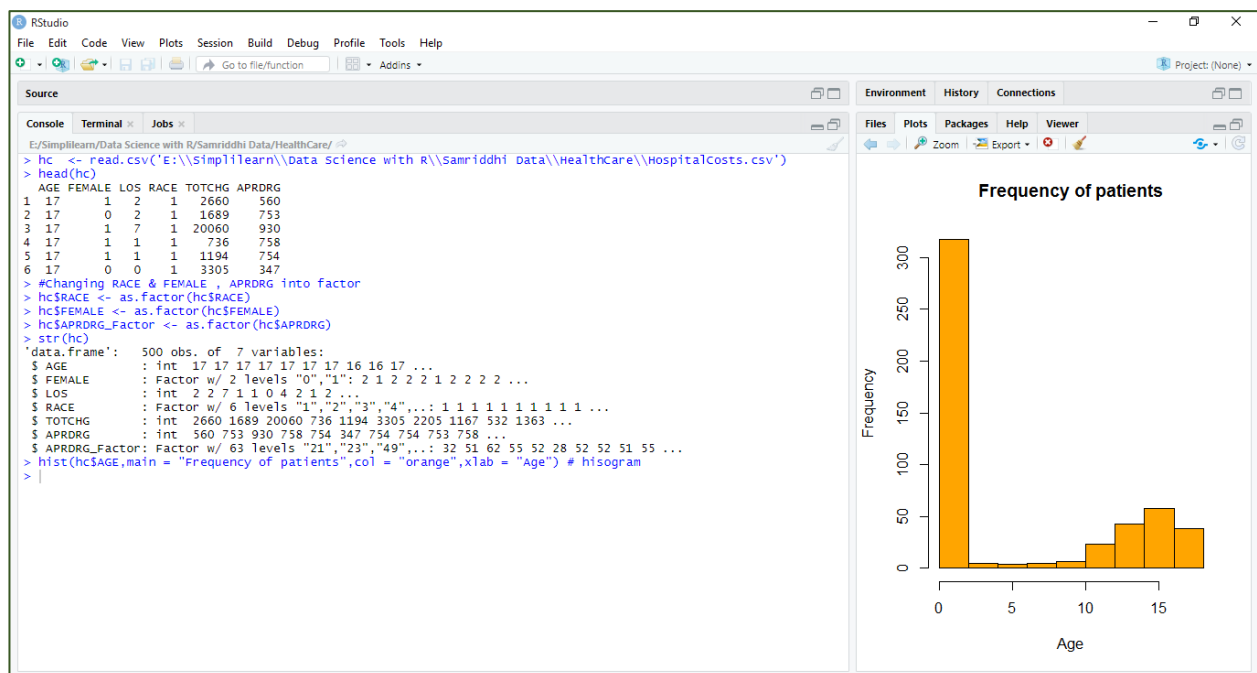 RStudio
File Edit Code View Plots Session Build Debug Profile Tools Help
Go to file/function Addins Project: (None)
Source
Console Terminal Jobs
E:/Simplilearn/Data Science with R/Samriddhi Data/HealthCare/
> hc <- read.csv('E:\\Simplilearn\\Data Science with R\\Samriddhi Data\\HealthCare\\HospitalCosts.csv')
> head(hc)
AGE FEMALE LOS RACE TOTCHG APRDRG
1 17 1 2 1 2660 560
2 17 0 2 1 1689 753
3 17 1 7 1 20060 930
4 17 1 1 1 736 758
5 17 1 1 1 1194 754
6 17 0 0 1 3305 347
> #Changing RACE & FEMALE , APRDRG into factor
> hc$RACE <- as.factor(hc$RACE)
> hc$FEMALE <- as.factor(hc$FEMALE)
> hc$APRDRG_Factor <- as.factor(hc$APRDRG)
> str(hc)
'data.frame': 500 obs. of 7 variables:
$ AGE : int 17 17 17 17 17 17 17 16 16 17 ...
$ FEMALE : Factor w/ 2 levels "0","1": 2 1 2 2 2 1 2 2 2 2 ...
$ LOS : int 2 2 7 1 1 0 4 2 1 2 ...
$ RACE : Factor w/ 6 levels "1","2","3","4",..: 1 1 1 1 1 1 1 1 1 1 ...
$ TOTCHG : int 2660 1689 20060 736 1194 3305 2205 1167 532 1363 ...
$ APRDRG : int 560 753 930 758 754 347 754 754 753 758 ...
$ APRDRG_Factor: Factor w/ 63 levels "21","23","49",..: 32 51 62 55 52 28 52 52 51 55 ...
> hist(hc$AGE,main = "Frequency of patients",col = "orange",xlab = "Age") # hisogram
>
Environment History Connections
Files Plots Packages Help Viewer
Zoom Export
Frequency of patients
Frequency
300
250
200
150
100
50
0
0 5 10 15
Age